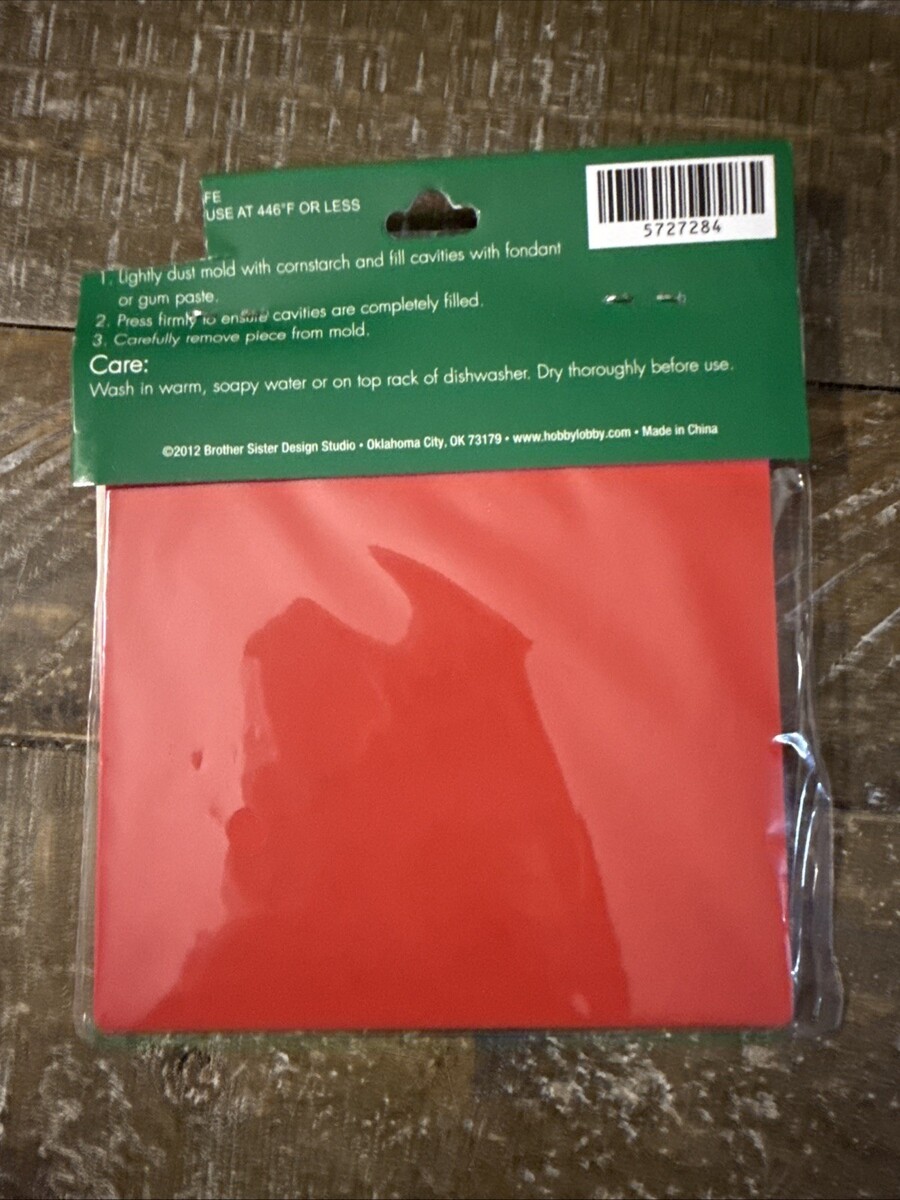 FE
USE AT 446°F OR LESS
5727284
1. Lightly dust mold with cornstarch and fill cavities with fondant
or gum paste.
2. Press firmly to ensure cavities are completely filled.
3. Carefully remove piece from mold.
Care:
Wash in warm, soapy water or on top rack of dishwasher. Dry thoroughly before use.
©2012 Brother Sister Design Studio • Oklahoma City, OK 73179 • www.hobbylobby.com • Made in China